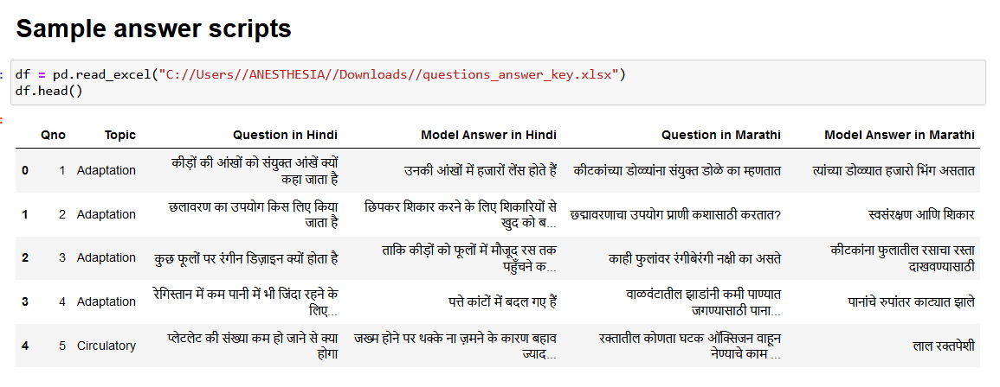 Sample answer scripts
: df = pd.read_excel("C://Users//ANESTHESIA//Downloads//questions_answer_key.xlsx")
df.head()
:
Qno Topic Question in Hindi Model Answer in Hindi Question in Marathi Model Answer in Marathi
0 1 Adaptation कीड़ों की आंखों को संयुक्त आंखें क्यों कहा जाता है उनकी आंखों में हजारों लेंस होते हैं कीटकांच्या डोळ्यांना संयुक्त डोळे का म्हणतात त्यांच्या डोळ्यात हजारो भिंग असतात
1 2 Adaptation छलावरण का उपयोग किस लिए किया जाता है छिपकर शिकार करने के लिए शिकारियों से खुद को ब... छद्मावरणाचा उपयोग प्राणी कशासाठी करतात? स्वसंरक्षण आणि शिकार
2 3 Adaptation कुछ फूलों पर रंगीन डिज़ाइन क्यों होता है ताकि कीड़ों को फूलों में मौजूद रस तक पहुँचने क... काही फुलांवर रंगीबेरंगी नक्षी का असते कीटकांना फुलातील रसाचा रस्ता दाखवण्यासाठी
3 4 Adaptation रेगिस्तान में कम पानी में भी जिंदा रहने के लिए... पत्ते कांटों में बदल गए हैं वाळवंटातील झाडांनी कमी पाण्यात जगण्यासाठी पाना... पानांचे रुपांतर काट्यात झाले
4 5 Circulatory प्लेटलेट की संख्या कम हो जाने से क्या होगा जख्म होने पर थक्के ना ज़मने के कारण बहाव ज्याद... रक्तातील कोणता घटक ऑक्सिजन वाहून नेण्याचे काम ... लाल रक्तपेशी